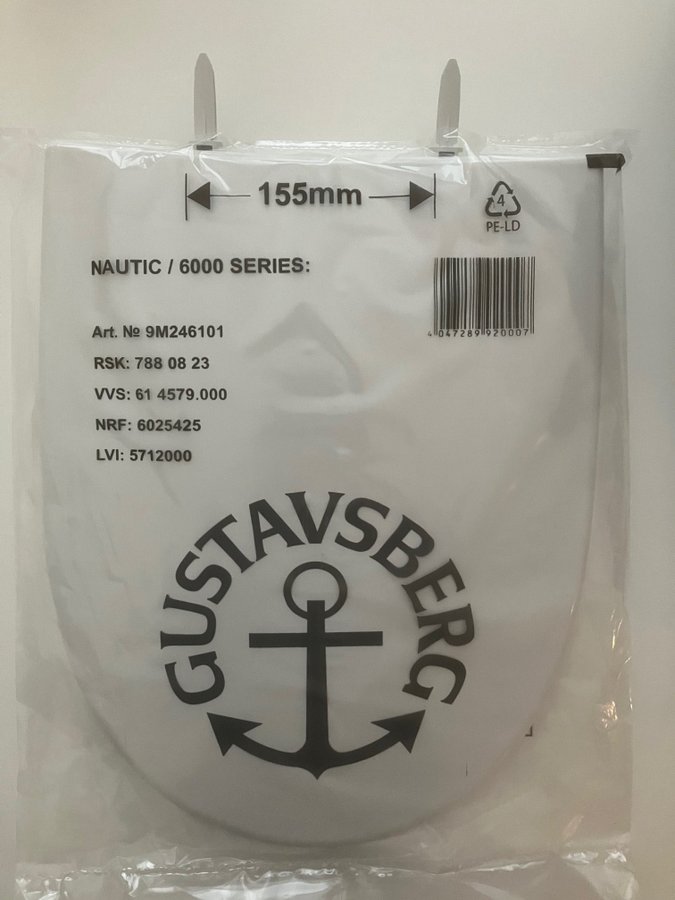 155mm
4
PE-LD
NAUTIC / 6000 SERIES:
4 047289 920007
Art. № 9M246101
RSK: 788 08 23
VVS: 61 4579.000
NRF: 6025425
LVI: 5712000
GUSTAVSBERG